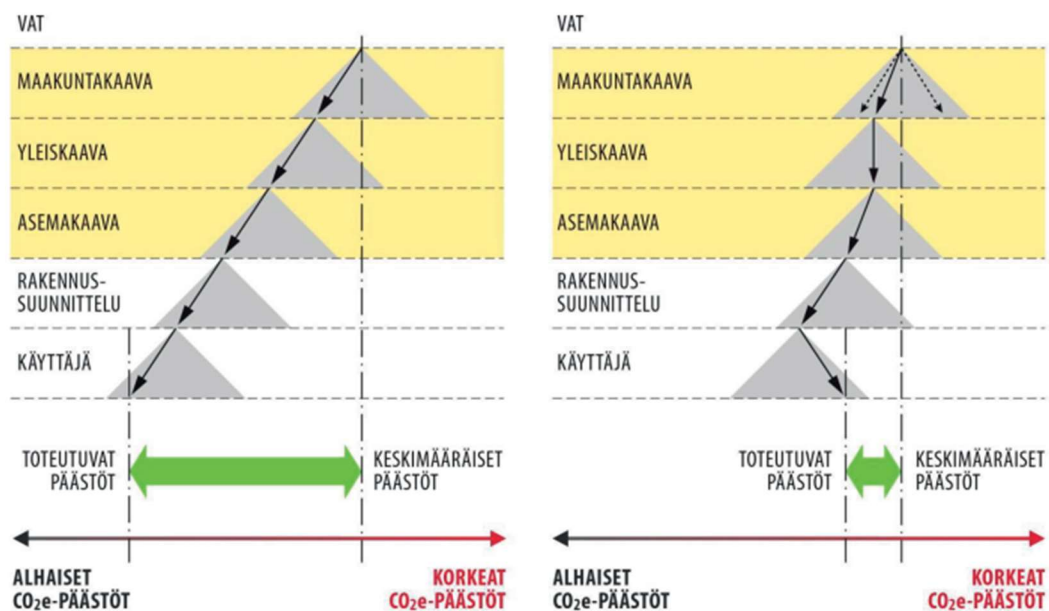 VAT
MAAKUNTAKAAVA
YLEISKAAVA
ASEMAKAAVA
RAKENNUS-
SUUNNITTELU
KÄYTTÄJÄ
TOTEUTUVAT
PÄÄSTÖT
KESKIMÄÄRÄISET
PÄÄSTÖT
ALHAISET
CO₂e-PÄÄSTÖT
KORKEAT
CO₂e-PÄÄSTÖT
VAT
MAAKUNTAKAAVA
YLEISKAAVA
ASEMAKAAVA
RAKENNUS-
SUUNNITTELU
KÄYTTÄJÄ
TOTEUTUVAT
PÄÄSTÖT
KESKIMÄÄRÄISET
PÄÄSTÖT
ALHAISET
CO₂e-PÄÄSTÖT
KORKEAT
CO₂e-PÄÄSTÖT